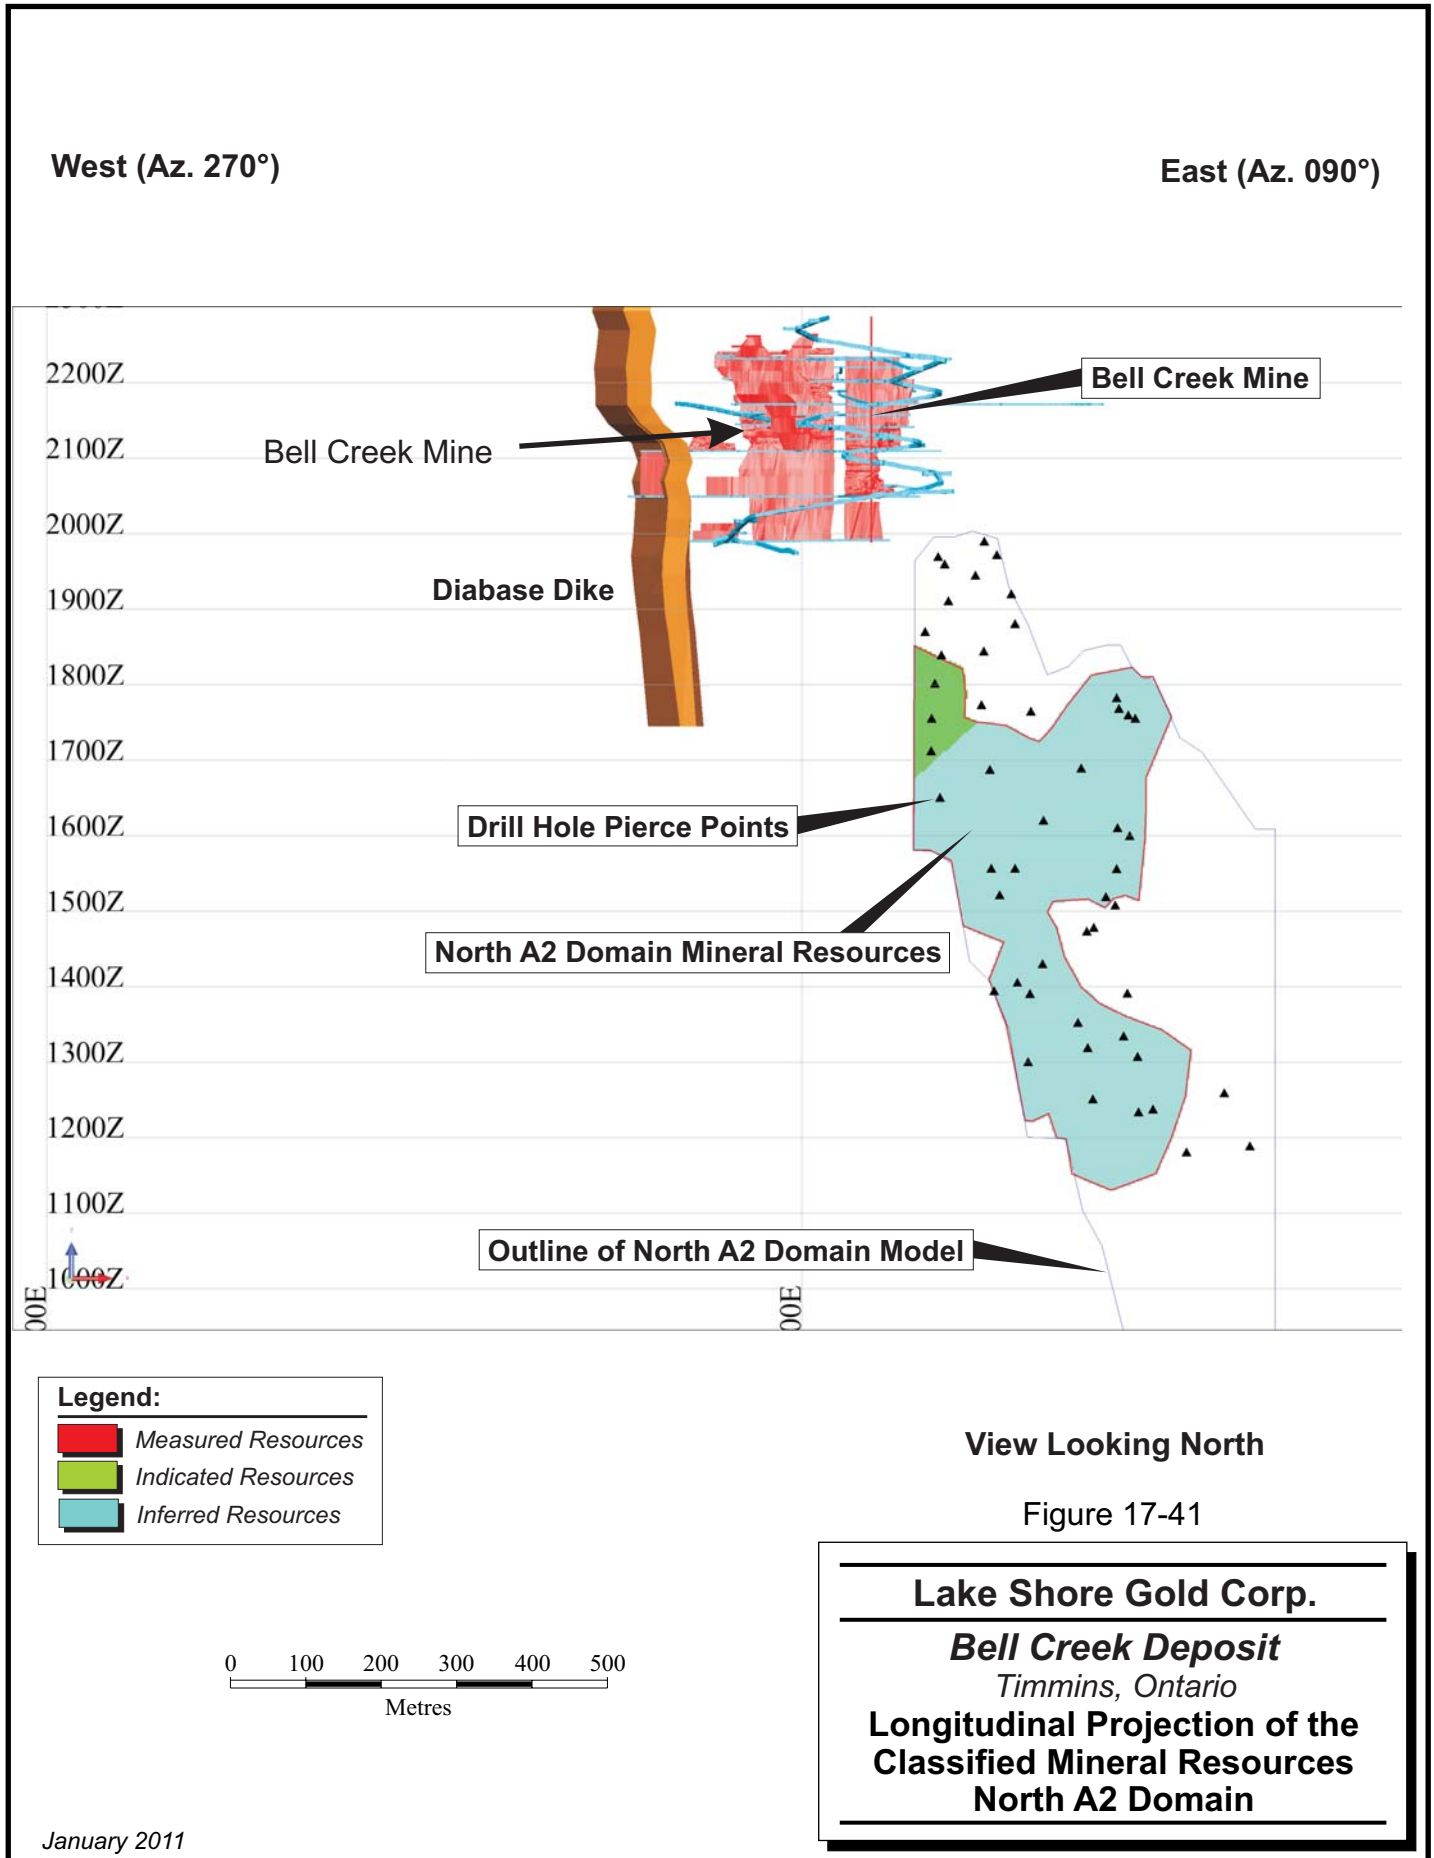 West (Az. 270°)
East (Az. 090°)
2200Z
Bell Creek Mine
Bell Creek Mine
2100Z
2000Z
Diabase Dike
1900Z
1800Z
1700Z
Drill Hole Pierce Points
1600Z
1500Z
North A2 Domain Mineral Resources
1400Z
1300Z
1200Z
1100Z
Outline of North A2 Domain Model
1000Z
00E
00E
Legend:
Measured Resources
Indicated Resources
Inferred Resources
View Looking North
Figure 17-41
Lake Shore Gold Corp.
Bell Creek Deposit
Timmins, Ontario
Longitudinal Projection of the
Classified Mineral Resources
North A2 Domain
0 100 200 300 400 500
Metres
January 2011